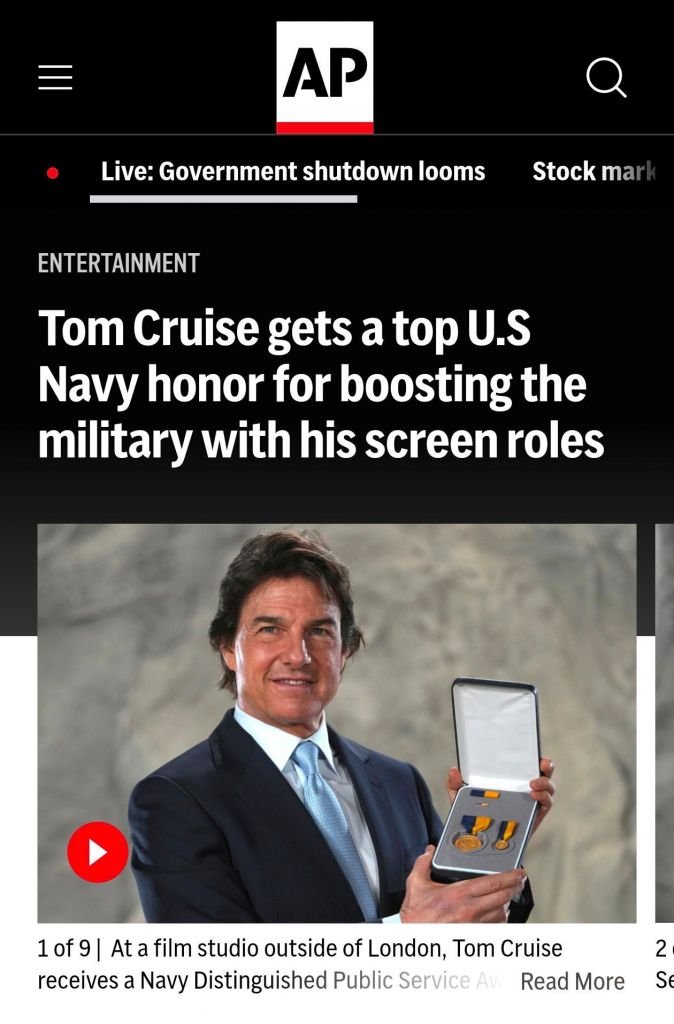 AP
Live: Government shutdown looms Stock mark
ENTERTAINMENT
Tom Cruise gets a top U.S
Navy honor for boosting the
military with his screen roles
1 of 9 | At a film studio outside of London, Tom Cruise
receives a Navy Distinguished Public Service Aw Read More
2
Se